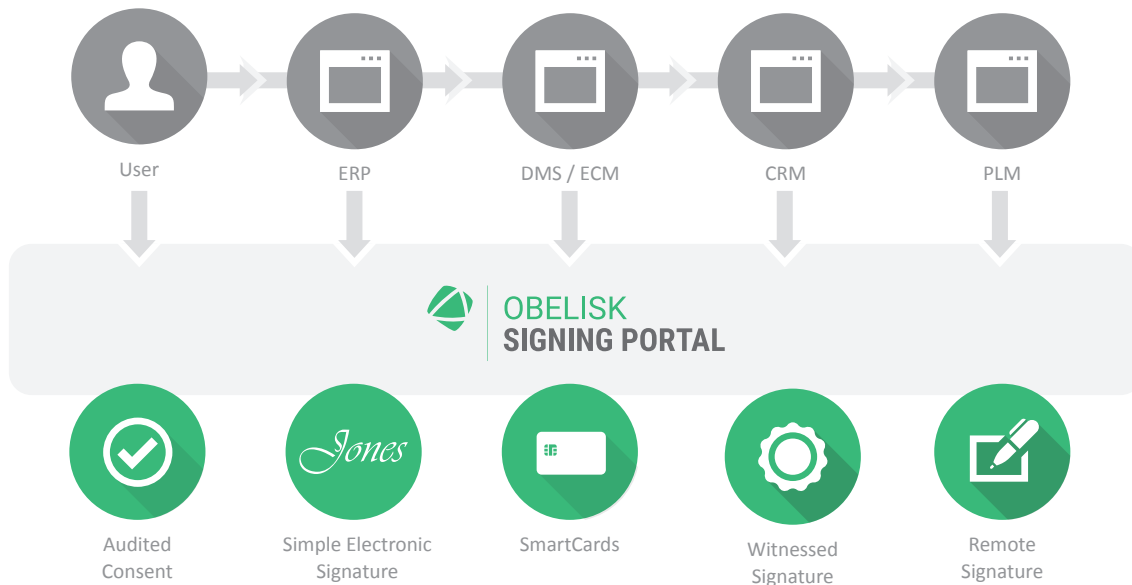 User
ERP
DMS / ECM
CRM
PLM
OBELISK
SIGNING PORTAL
Jones
Audited
Consent
Simple Electronic
Signature
SmartCards
Witnessed
Signature
Remote
Signature